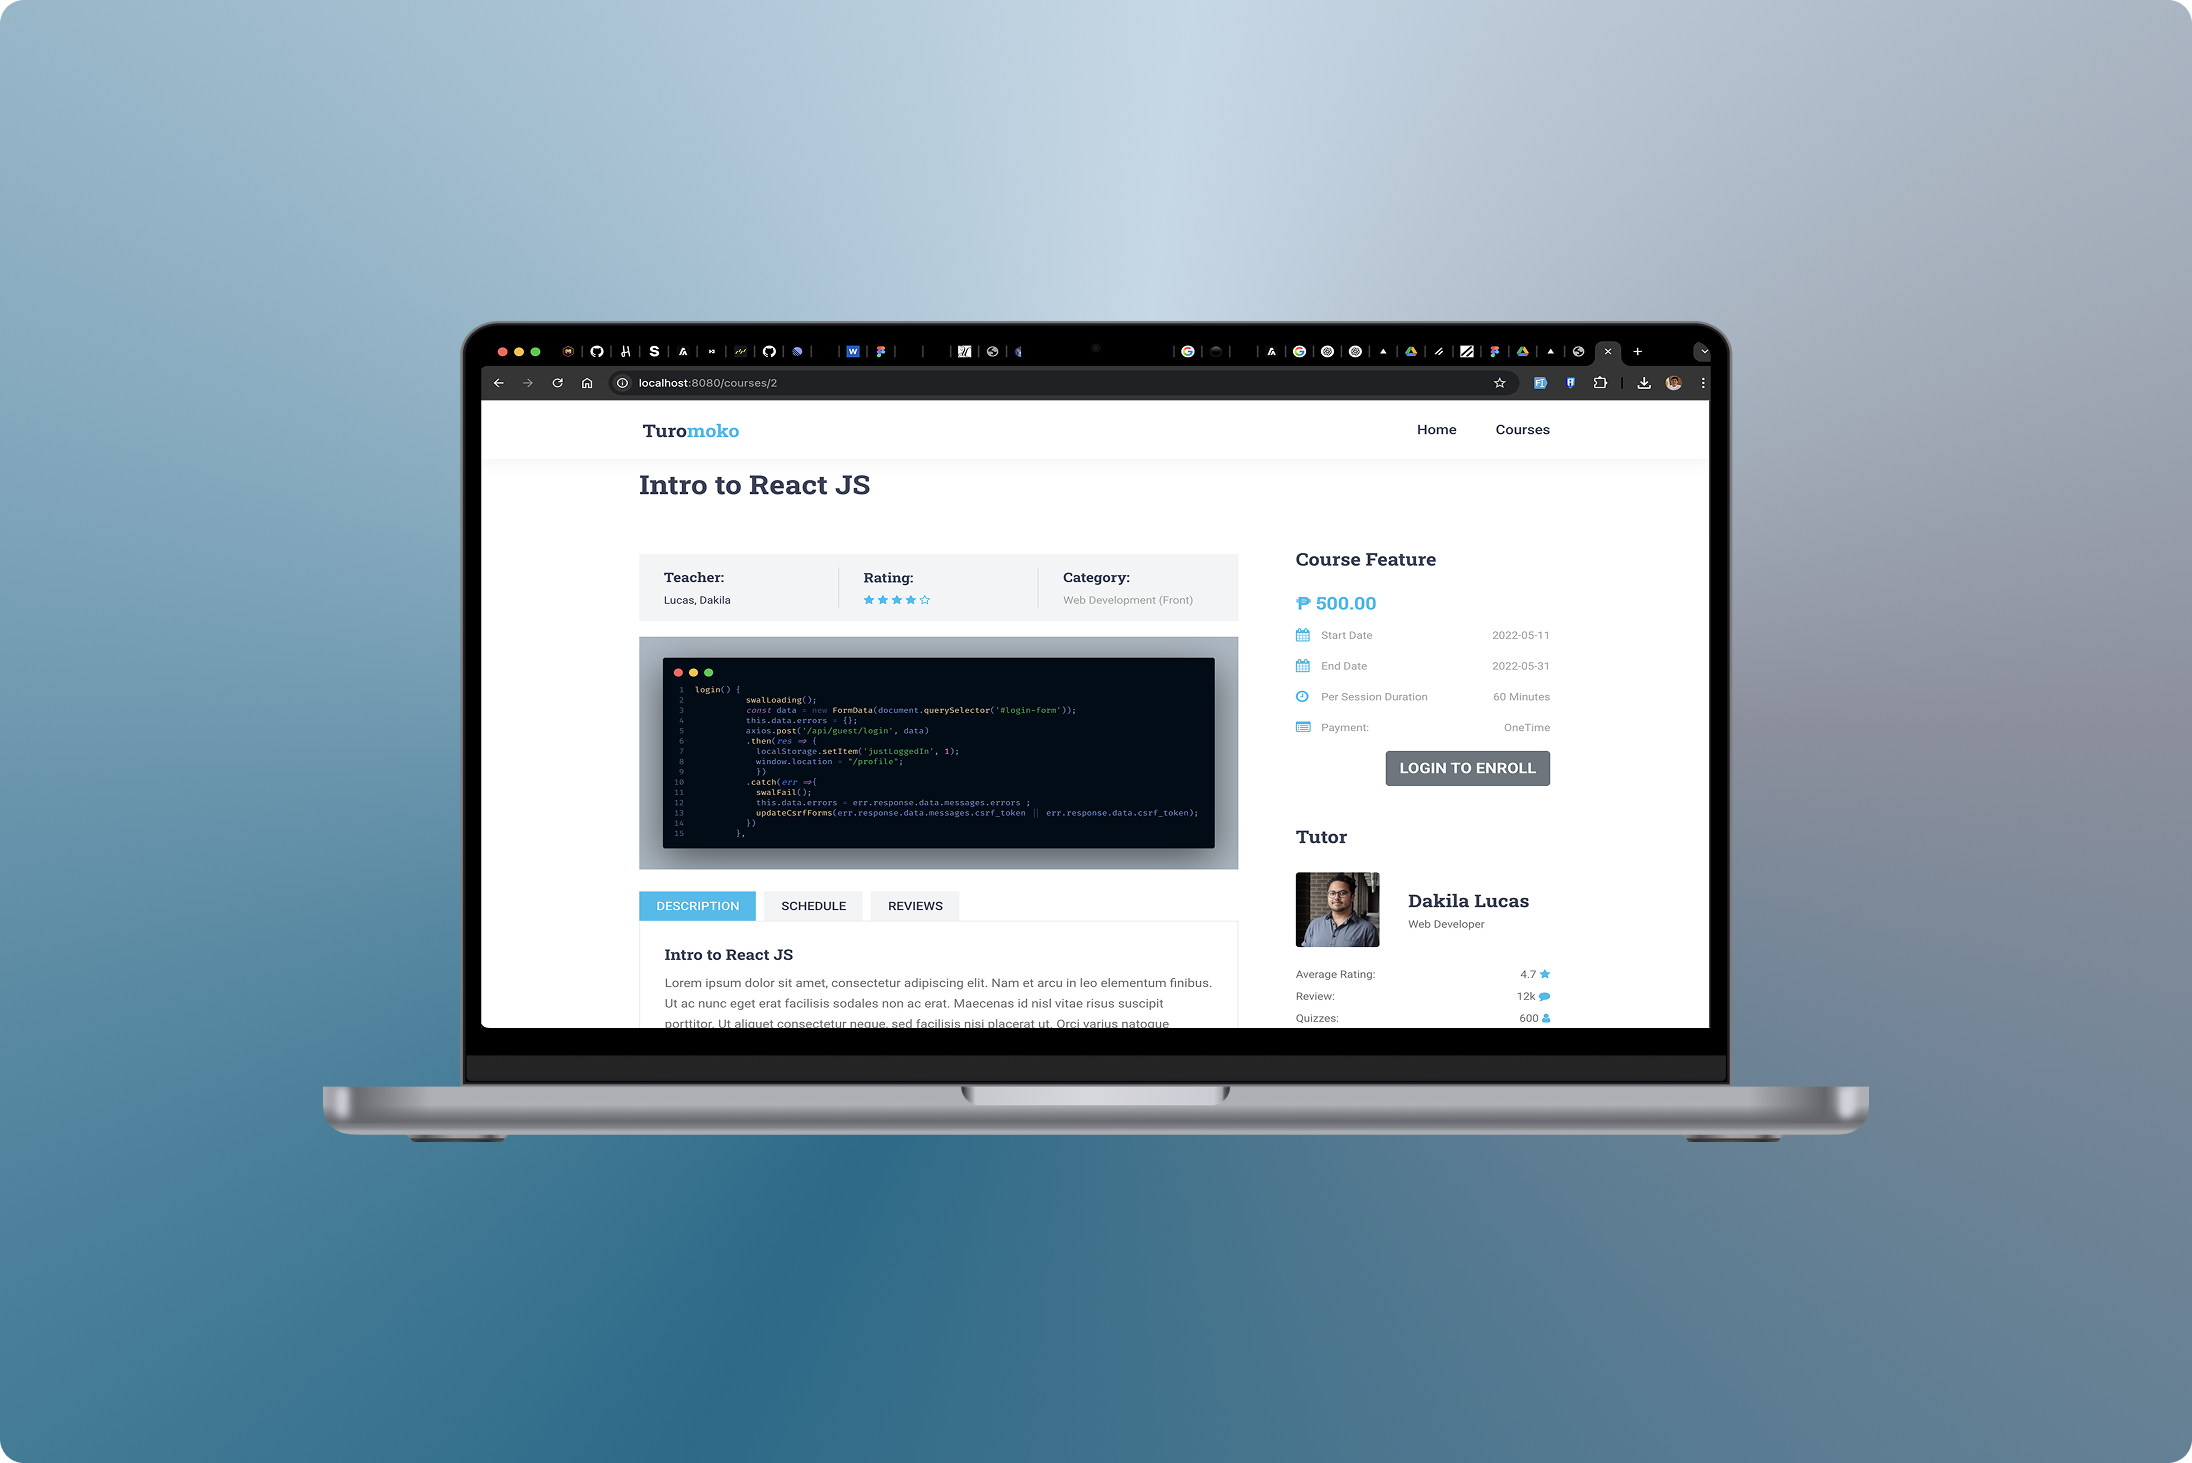 localhost:8080/courses/2
Turomoko
Home
Courses
Intro to React JS
Teacher:
Lucas, Dakila
Rating:
Category:
Web Development (Front)
1 login() {
2 swalLoading();
3 const data = new FormData(document.querySelector('#login-form'));
4 this.data.errors = {};
5 axios.post('/api/guest/login', data)
6 .then(res => {
7 localStorage.setItem('justLoggedIn', 1);
8 window.location = "/profile";
9 })
10 .catch(err =>{
11 swalFail();
12 this.data.errors = err.response.data.messages.errors ;
13 updateCsrfForms(err.response.data.messages.csrf_token || err.response.data.csrf_token);
14 })
15 },
DESCRIPTION
SCHEDULE
REVIEWS
Intro to React JS
Lorem ipsum dolor sit amet, consectetur adipiscing elit. Nam et arcu in leo elementum finibus.
Ut ac nunc eget erat facilisis sodales non ac erat. Maecenas id nisl vitae risus suscipit
porttitor. Ut aliquet consectetur neque, sed facilisis nisi placerat ut. Orci varius natoque
Course Feature
₱ 500.00
Start Date 2022-05-11
End Date 2022-05-31
Per Session Duration 60 Minutes
Payment: OneTime
LOGIN TO ENROLL
Tutor
Dakila Lucas
Web Developer
Average Rating: 4.7
Review: 12k
Quizzes: 600